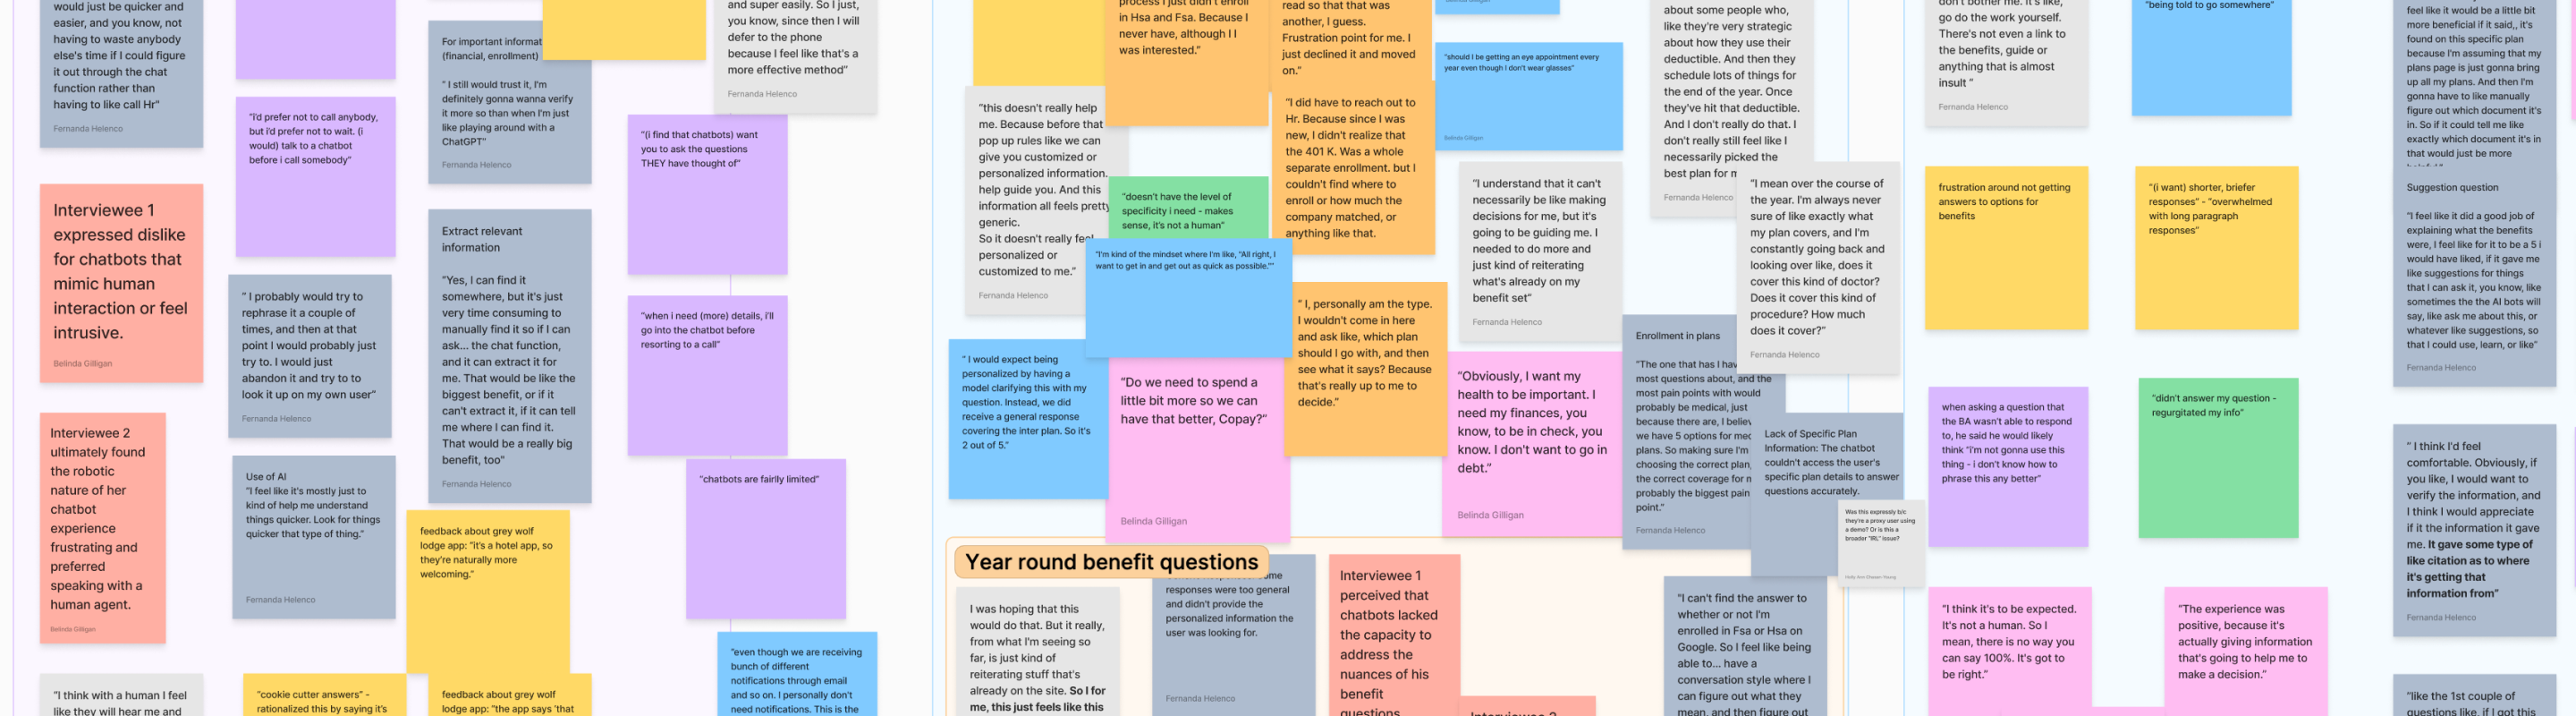 would just be quicker and
easier, and you know, not
having to waste anybody
else's time if I could figure
it out through the chat
function rather than
having to like call Hr"
Fernanda Helenco
"i'd prefer not to call anybody,
but i'd prefer not to wait. (i
would) talk to a chatbot
before i call somebody"
For important informat
(financial, enrollment)
" I still would trust it, I'm
definitely gonna wanna verify
it more so than when I'm just
like playing around with a
ChatGPT"
Fernanda Helenco
and super easily. So I just,
you know, since then I will
defer to the phone
because I feel like that's a
more effective method"
Fernanda Helenco
"(i find that chatbots) want
you to ask the questions
THEY have thought of"
Interviewee 1
expressed dislike
for chatbots that
mimic human
interaction or feel
intrusive.
Belinda Gilligan
" I probably would try to
rephrase it a couple of
times, and then at that
point I would probably just
try to. I would just
abandon it and try to to
look it up on my own user"
Fernanda Helenco
Extract relevant
information
"Yes, I can find it
somewhere, but it's just
very time consuming to
manually find it so if I can
ask... the chat function,
and it can extract it for
me. That would be like the
biggest benefit, or if it
can't extract it, if it can tell
me where I can find it.
That would be a really big
benefit, too"
Fernanda Helenco
"when i need (more) details, i'll
go into the chatbot before
resorting to a call"
Interviewee 2
ultimately found
the robotic
nature of her
chatbot
experience
frustrating and
preferred
speaking with a
human agent.
Belinda Gilligan
Use of AI
"I feel like it's mostly just to
kind of help me understand
things quicker. Look for things
quicker that type of thing."
Fernanda Helenco
feedback about grey wolf
lodge app: "it's a hotel app, so
they're naturally more
welcoming."
"chatbots are fairlly limited"
"even though we are receiving
bunch of different
notifications through email
and so on. I personally don't
need notifications. This is the
"I think with a human I feel
like they will hear me and
"cookie cutter answers" -
rationalized this by saying it's
feedback about grey wolf
lodge app: "the app says 'that
process I just didn't enroll
in Hsa and Fsa. Because I
never have, although I I
was interested."
read so that that was
another, I guess.
Frustration point for me. I
just declined it and moved
on."
Belinda Gilligan
"should I be getting an eye appointment every
year even though I don't wear glasses"
Belinda Gilligan
about some people who,
like they're very strategic
about how they use their
deductible. And then they
schedule lots of things for
the end of the year. Once
they've hit that deductible.
And I don't really do that. I
don't really still feel like I
necessarily picked the
best plan for m
Fernanda Helenco
"this doesn't really help
me. Because before that
pop up rules like we can
give you customized or
personalized information.
help guide you. And this
information all feels pretty
generic.
So it doesn't really feel
personalized or
customized to me."
Fernanda Helenco
"doesn't have the level of
specificity i need - makes
sense, it's not a human"
"I did have to reach out to
Hr. Because since I was
new, I didn't realize that
the 401 K. Was a whole
separate enrollment. but I
couldn't find where to
enroll or how much the
company matched, or
anything like that.
"I'm kind of the mindset where I'm like, "All right, I
want to get in and get out as quick as possible.""
"I understand that it can't
necessarily be like making
decisions for me, but it's
going to be guiding me. I
needed to do more and
just kind of reiterating
what's already on my
benefit set"
Fernanda Helenco
"I mean over the course of
the year. I'm always never
sure of like exactly what
my plan covers, and I'm
constantly going back and
looking over like, does it
cover this kind of doctor?
Does it cover this kind of
procedure? How much
does it cover?"
Fernanda Helenco
" I would expect being
personalized by having a
model clarifying this with my
question. Instead, we did
receive a general response
covering the inter plan. So it's
2 out of 5."
"Do we need to spend a
little bit more so we can
have that better, Copay?"
Belinda Gilligan
" I, personally am the type.
I wouldn't come in here
and ask like, which plan
should I go with, and then
see what it says? Because
that's really up to me to
decide."
"Obviously, I want my
health to be important. I
need my finances, you
know, to be in check, you
know. I don't want to go in
debt."
Belinda Gilligan
Enrollment in plans
"The one that has I hav
most questions about, and the
most pain points with would
probably be medical, just
because there are, I believ
we have 5 options for med
plans. So making sure I'm
choosing the correct plan,
the correct coverage for m
probably the biggest pain
point."
Fernanda Helenco
Lack of Specific Plan
Information: The chatbot
couldn't access the user's
specific plan details to answer
questions accurately.
Was this expressly b/c
they're a proxy user using
a demo? Or is this a
broader "IRL" issue?
Year round benefit questions
I was hoping that this
would do that. But it really,
from what I'm seeing so
far, is just kind of
reiterating stuff that's
already on the site. So I for
me, this just feels like this
responses were too general
and didn't provide the
personalized information the
user was looking for.
Fernanda Helenco
Interviewee 1
perceived that
chatbots lacked
the capacity to
address the
nuances of his
benefit
questions
Interviewee 2
"I can't find the answer to
whether or not I'm
enrolled in Fsa or Hsa on
Google. So I feel like being
able to... have a
conversation style where I
can figure out what they
mean, and then figure out
don't bother me. It's like,
go do the work yourself.
There's not even a link to
the benefits, guide or
anything that is almost
insult "
Fernanda Helenco
"being told to go somewhere"
frustration around not getting
answers to options for
benefits
"(i want) shorter, briefer
responses" - "overwhelmed
with long paragraph
responses"
when asking a question that
the BA wasn't able to respond
to, he said he would likely
think "i'm not gonna use this
thing - i don't know how to
phrase this any better"
"didn't answer my question -
regurgitated my info"
"I think it's to be expected.
It's not a human. So I
mean, there is no way you
can say 100%. It's got to
be right."
"The experience was
positive, because it's
actually giving information
that's going to help me to
make a decision."
feel like it would be a little bit
more beneficial if it said,, it's
found on this specific plan
because I'm assuming that my
plans page is just gonna bring
up all my plans. And then I'm
gonna have to like manually
figure out which document it's
in. So if it could tell me like
exactly which document it's in
that would just be more
Suggestion question
"I feel like it did a good job of
explaining what the benefits
were, I feel like for to be a 5 i
would have liked, if it gave me
like suggestions for things
that I can ask it, you know, like
sometimes the the AI bots will
say, like ask me about this, or
whatever like suggestions, so
that I could use, learn, or like"
Fernanda Helenco
" I think I'd feel
comfortable. Obviously, if
you like, I would want to
verify the information, and
I think I would appreciate
if it the information it gave
me. It gave some type of
like citation as to where
it's getting that
information from"
Fernanda Helenco
"like the 1st couple of
questions like, if I got this